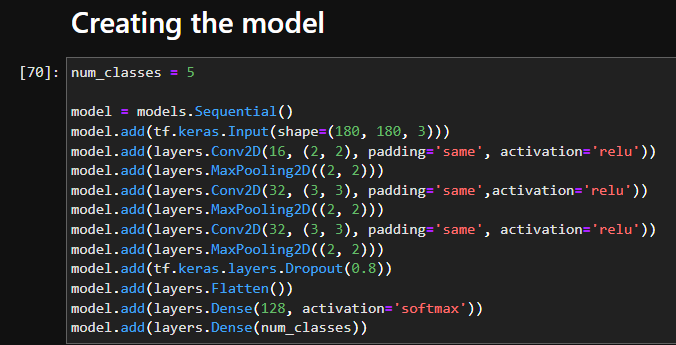 Creating the model
[70]: num_classes = 5
model = models.Sequential()
model.add(tf.keras.Input(shape=(180, 180, 3)))
model.add(layers.Conv2D(16, (2, 2), padding='same', activation='relu'))
model.add(layers.MaxPooling2D((2, 2)))
model.add(layers.Conv2D(32, (3, 3), padding='same',activation='relu'))
model.add(layers.MaxPooling2D((2, 2)))
model.add(layers.Conv2D(32, (3, 3), padding='same', activation='relu'))
model.add(layers.MaxPooling2D((2, 2)))
model.add(tf.keras.layers.Dropout(0.8))
model.add(layers.Flatten())
model.add(layers.Dense(128, activation='softmax'))
model.add(layers.Dense(num_classes))